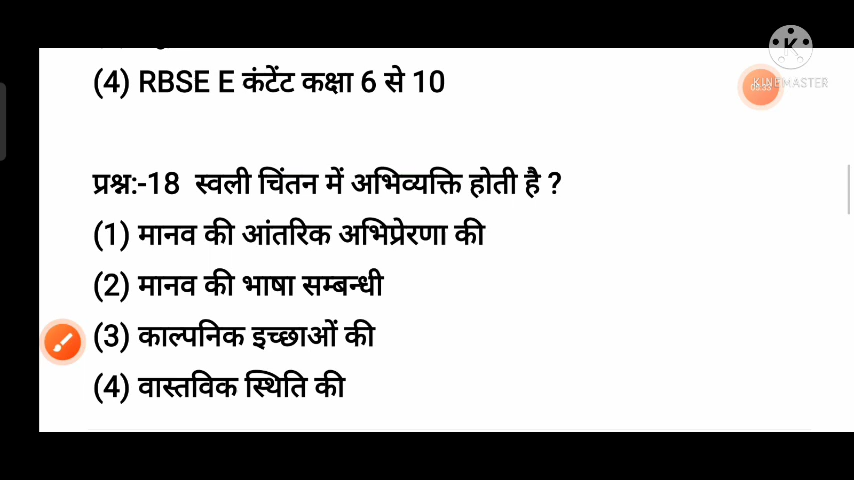 K
KINEMASTER
(4) RBSE E कंटेंट कक्षा 6 से 10
प्रश्न:-18 स्वली चिंतन में अभिव्यक्ति होती है ?
(1) मानव की आंतरिक अभिप्रेरणा की
(2) मानव की भाषा सम्बन्धी
(3) काल्पनिक इच्छाओं की
(4) वास्तविक स्थिति की